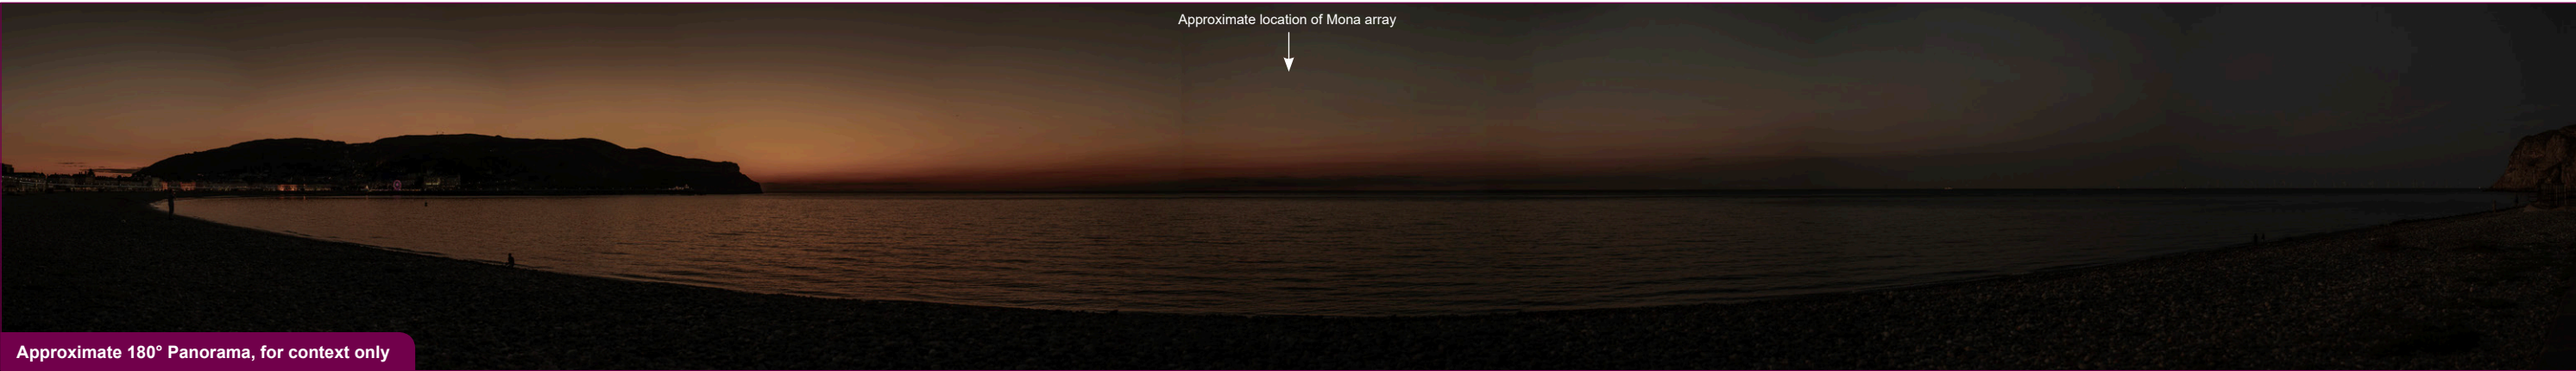 Approximate location of Mona array
Approximate 180° Panorama, for context only